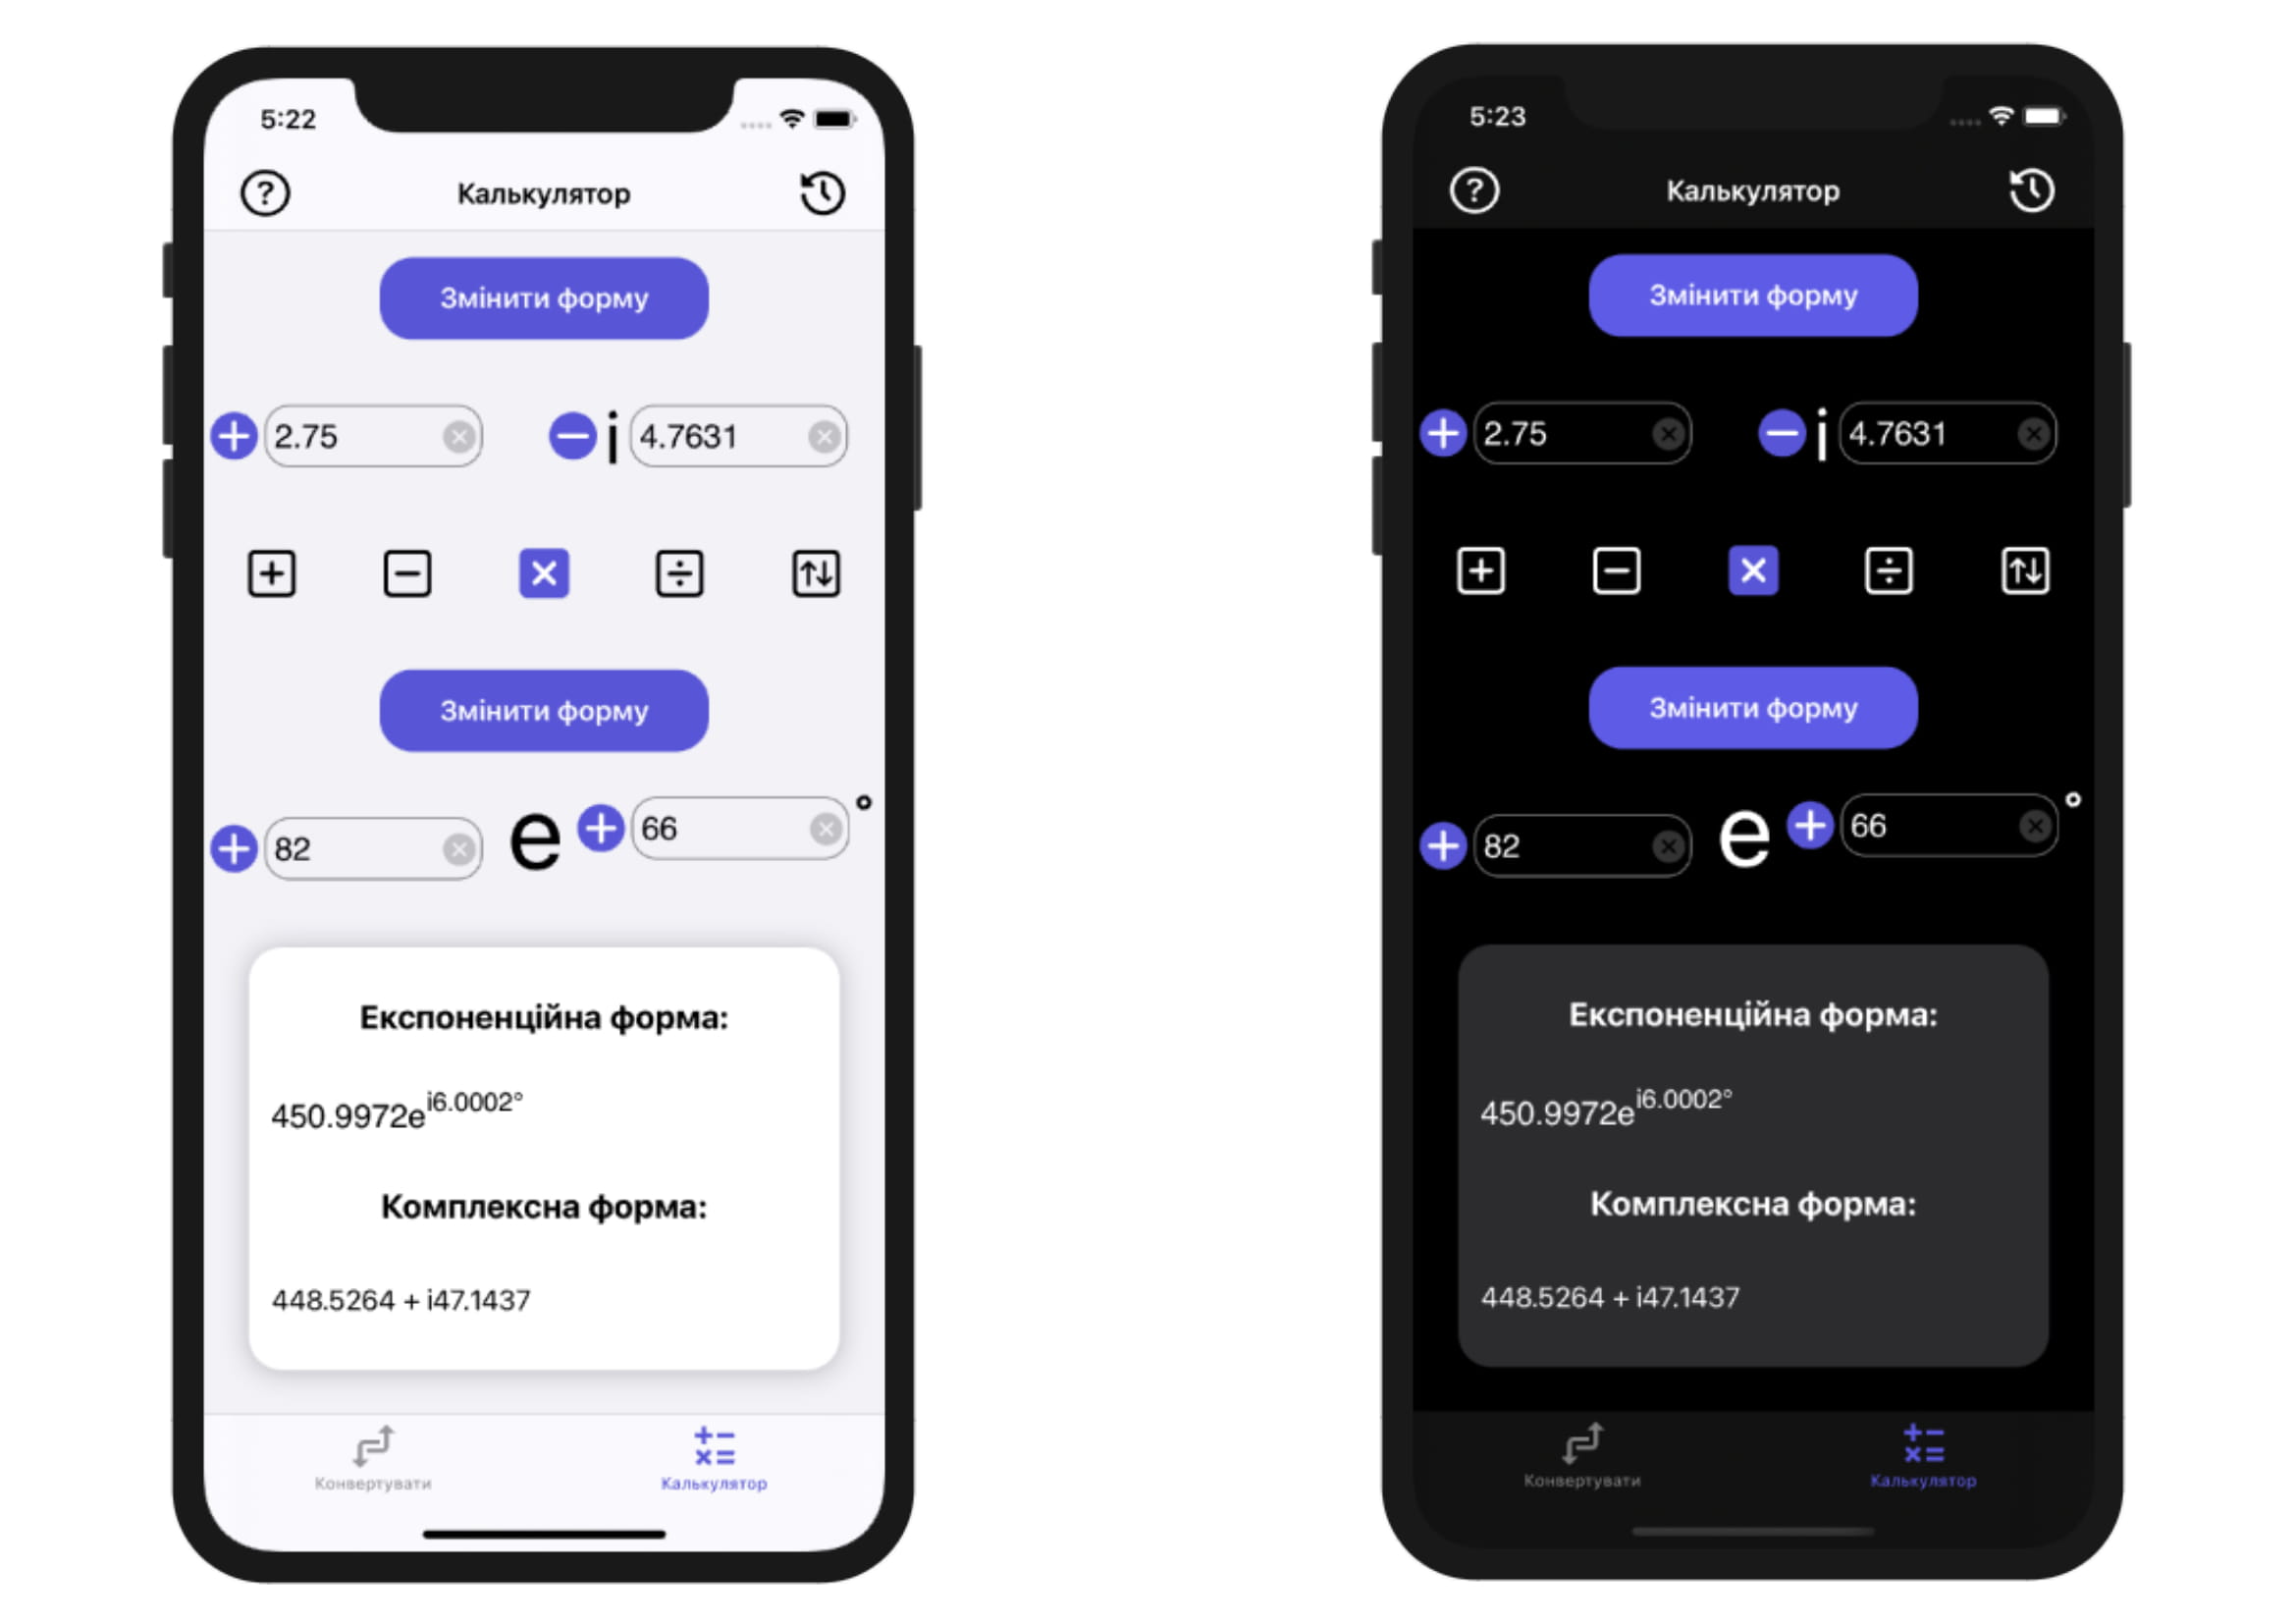 5:22
Калькулятор
Змінити форму
2.75
i 4.7631
Змінити форму
82 e 66 °
Експоненційна форма:
450.9972e^i6.0002°
Комплексна форма:
448.5264 + i47.1437
Конвертувати
Калькулятор
5:23
Калькулятор
Змінити форму
2.75
i 4.7631
Змінити форму
82 e 66 °
Експоненційна форма:
450.9972e^i6.0002°
Комплексна форма:
448.5264 + i47.1437
Конвертувати
Калькулятор